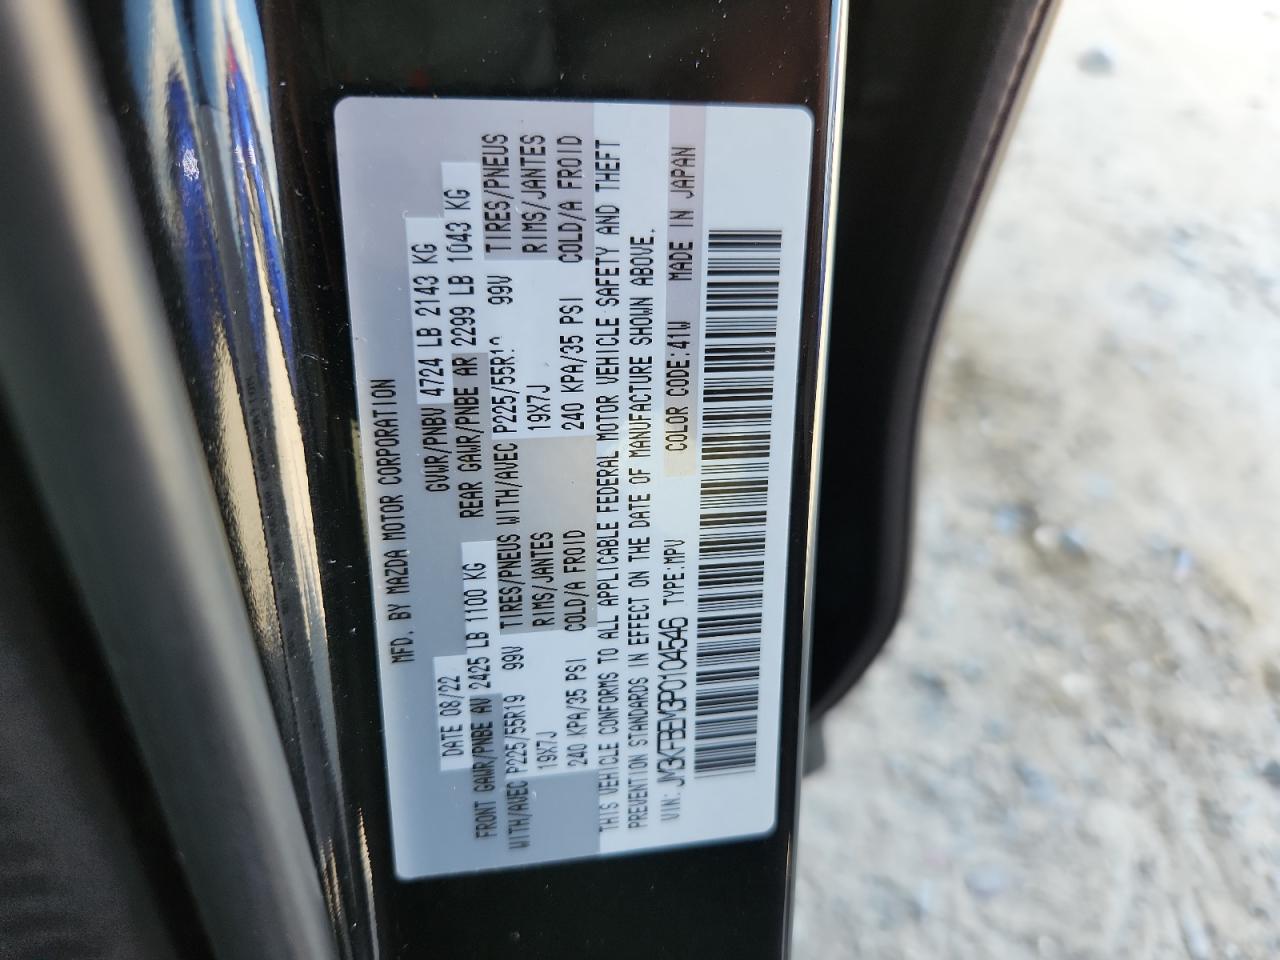 MFD. BY MAZDA MOTOR CORPORATION
DATE 08/22 GVWR/PNBV 4724 LB 2143 KG
FRONT GAWR/PNBE AV 2425 LB 1100 KG REAR GAWR/PNBE AR 2299 LB 1043 KG
WITH/AVEC P225/55R19 99V TIRES/PNEUS WITH/AVEC 99V TIRES/PNEUS
19X7J RIMS/JANTES 19X7J RIMS/JANTES
240 KPA/35 PSI COLD/A FROID 240 KPA/35 PSI COLD/A FROID
THIS VEHICLE CONFORMS TO ALL APPLICABLE FEDERAL MOTOR VEHICLE SAFETY AND THEFT
PREVENTION STANDARDS IN EFFECT ON THE DATE OF MANUFACTURE SHOWN ABOVE.
VIN: JM3KFBEM3P0104546 TYPE:MPV COLOR CODE:41W MADE IN JAPAN